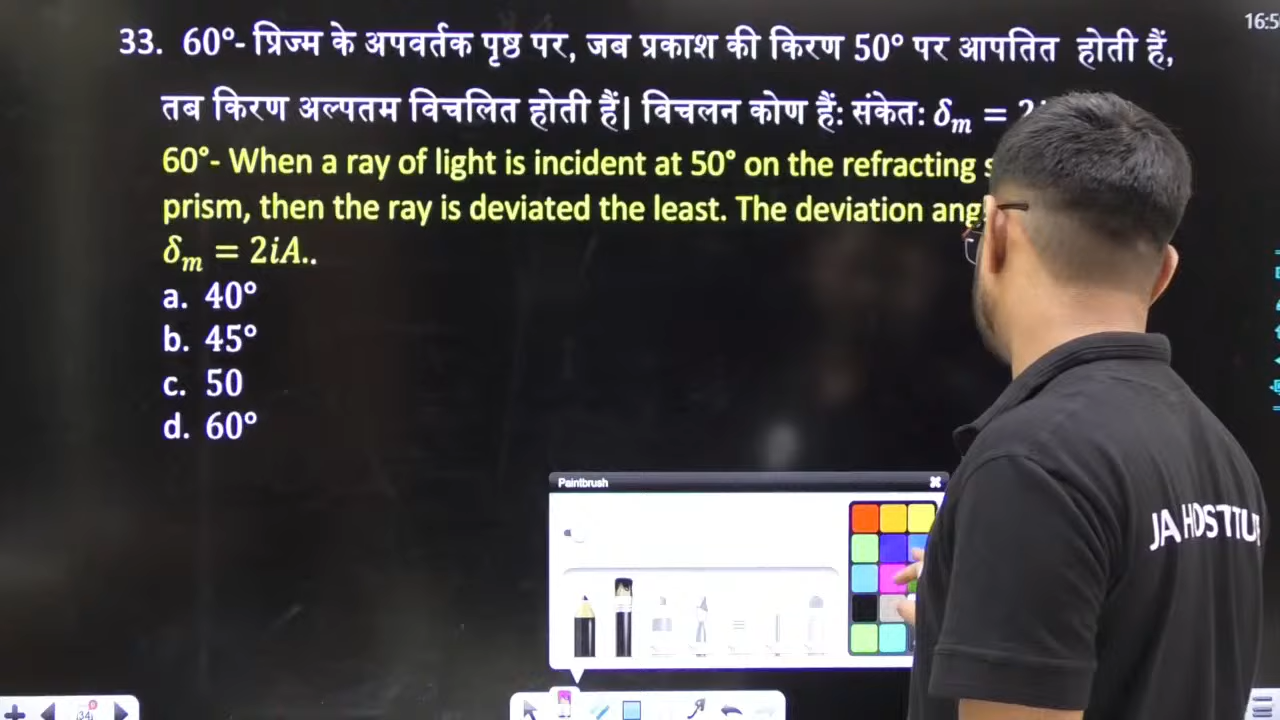 16:5
33. 60°- प्रिज्म के अपवर्तक पृष्ठ पर, जब प्रकाश की किरण 50° पर आपतित होती हैं,
तब किरण अल्पतम विचलित होती हैं| विचलन कोण हैं: संकेत: δₘ = 2
60°- When a ray of light is incident at 50° on the refracting
prism, then the ray is deviated the least. The deviation
δₘ = 2iA..
a. 40°
b. 45°
c. 50
d. 60°
Paintbrush
34